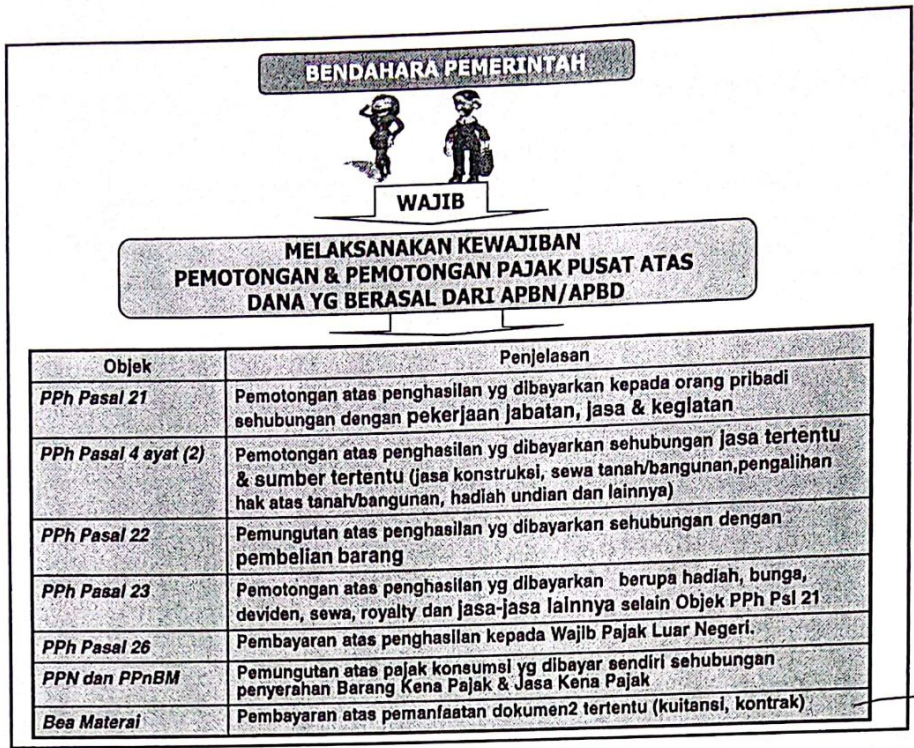 BENDAHARA PEMERINTAH
WAJIB
MELAKSANAKAN KEWAJIBAN
PEMOTONGAN & PEMOTONGAN PAJAK PUSAT ATAS
DANA YG BERASAL DARI APBN/APBD
Objek Penjelasan
PPh Pasal 21 Pemotongan atas penghasilan yg dibayarkan kepada orang pribadi
sehubungan dengan pekerjaan jabatan, jasa & kegiatan
PPh Pasal 4 ayat (2) Pemotongan atas penghasilan yg dibayarkan sehubungan jasa tertentu
& sumber tertentu (jasa konstruksi, sewa tanah/bangunan,pengalihan
hak atas tanah/bangunan, hadiah undian dan lainnya)
PPh Pasal 22 Pemungutan atas penghasilan yg dibayarkan sehubungan dengan
pembelian barang
PPh Pasal 23 Pemotongan atas penghasilan yg dibayarkan berupa hadiah, bunga,
deviden, sewa, royalty dan jasa-jasa lainnya selain Objek PPh Psl 21
PPh Pasal 26 Pembayaran atas penghasilan kepada Wajib Pajak Luar Negeri.
PPN dan PPnBM Pemungutan atas pajak konsumsi yg dibayar sendiri sehubungan
penyerahan Barang Kena Pajak & Jasa Kena Pajak
Bea Materai Pembayaran atas pemanfaatan dokumen2 tertentu (kuitansi, kontrak)